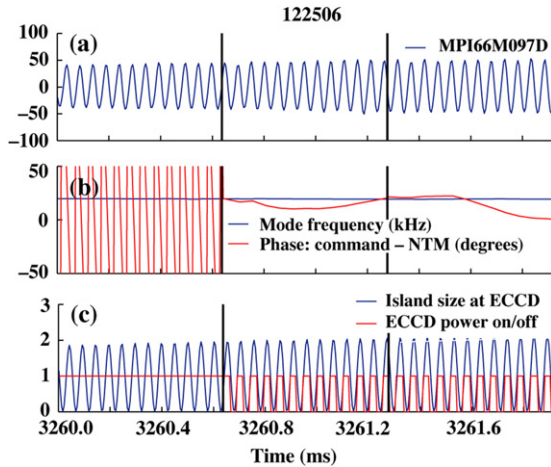 122506
100
50
0
−50
−100
(a)
MPI66M097D
50
0
−50
(b)
Mode frequency (kHz)
Phase: command – NTM (degrees)
3
2
1
0
(c)
Island size at ECCD
ECCD power on/off
3260.0 3260.4 3260.8 3261.2 3261.6
Time (ms)